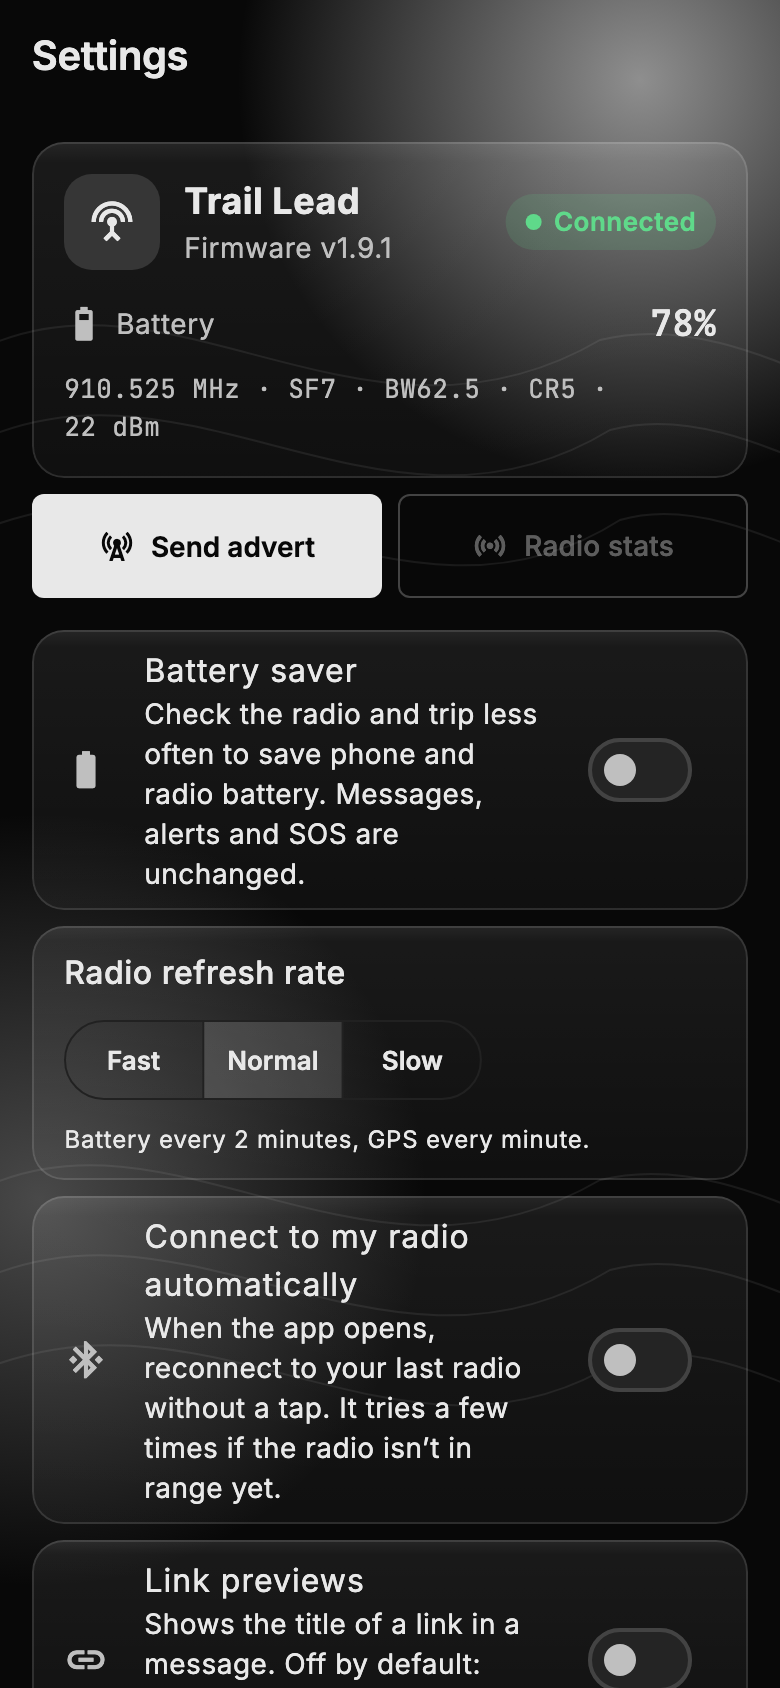 Settings
Trail Lead
Firmware v1.9.1
Connected
Battery
78%
910.525 MHz · SF7 · BW62.5 · CR5 ·
22 dBm
Send advert
Radio stats
Battery saver
Check the radio and trip less
often to save phone and
radio battery. Messages,
alerts and SOS are
unchanged.
Radio refresh rate
Fast
Normal
Slow
Battery every 2 minutes, GPS every minute.
Connect to my radio
automatically
When the app opens,
reconnect to your last radio
without a tap. It tries a few
times if the radio isn’t in
range yet.
Link previews
Shows the title of a link in a
message. Off by default: